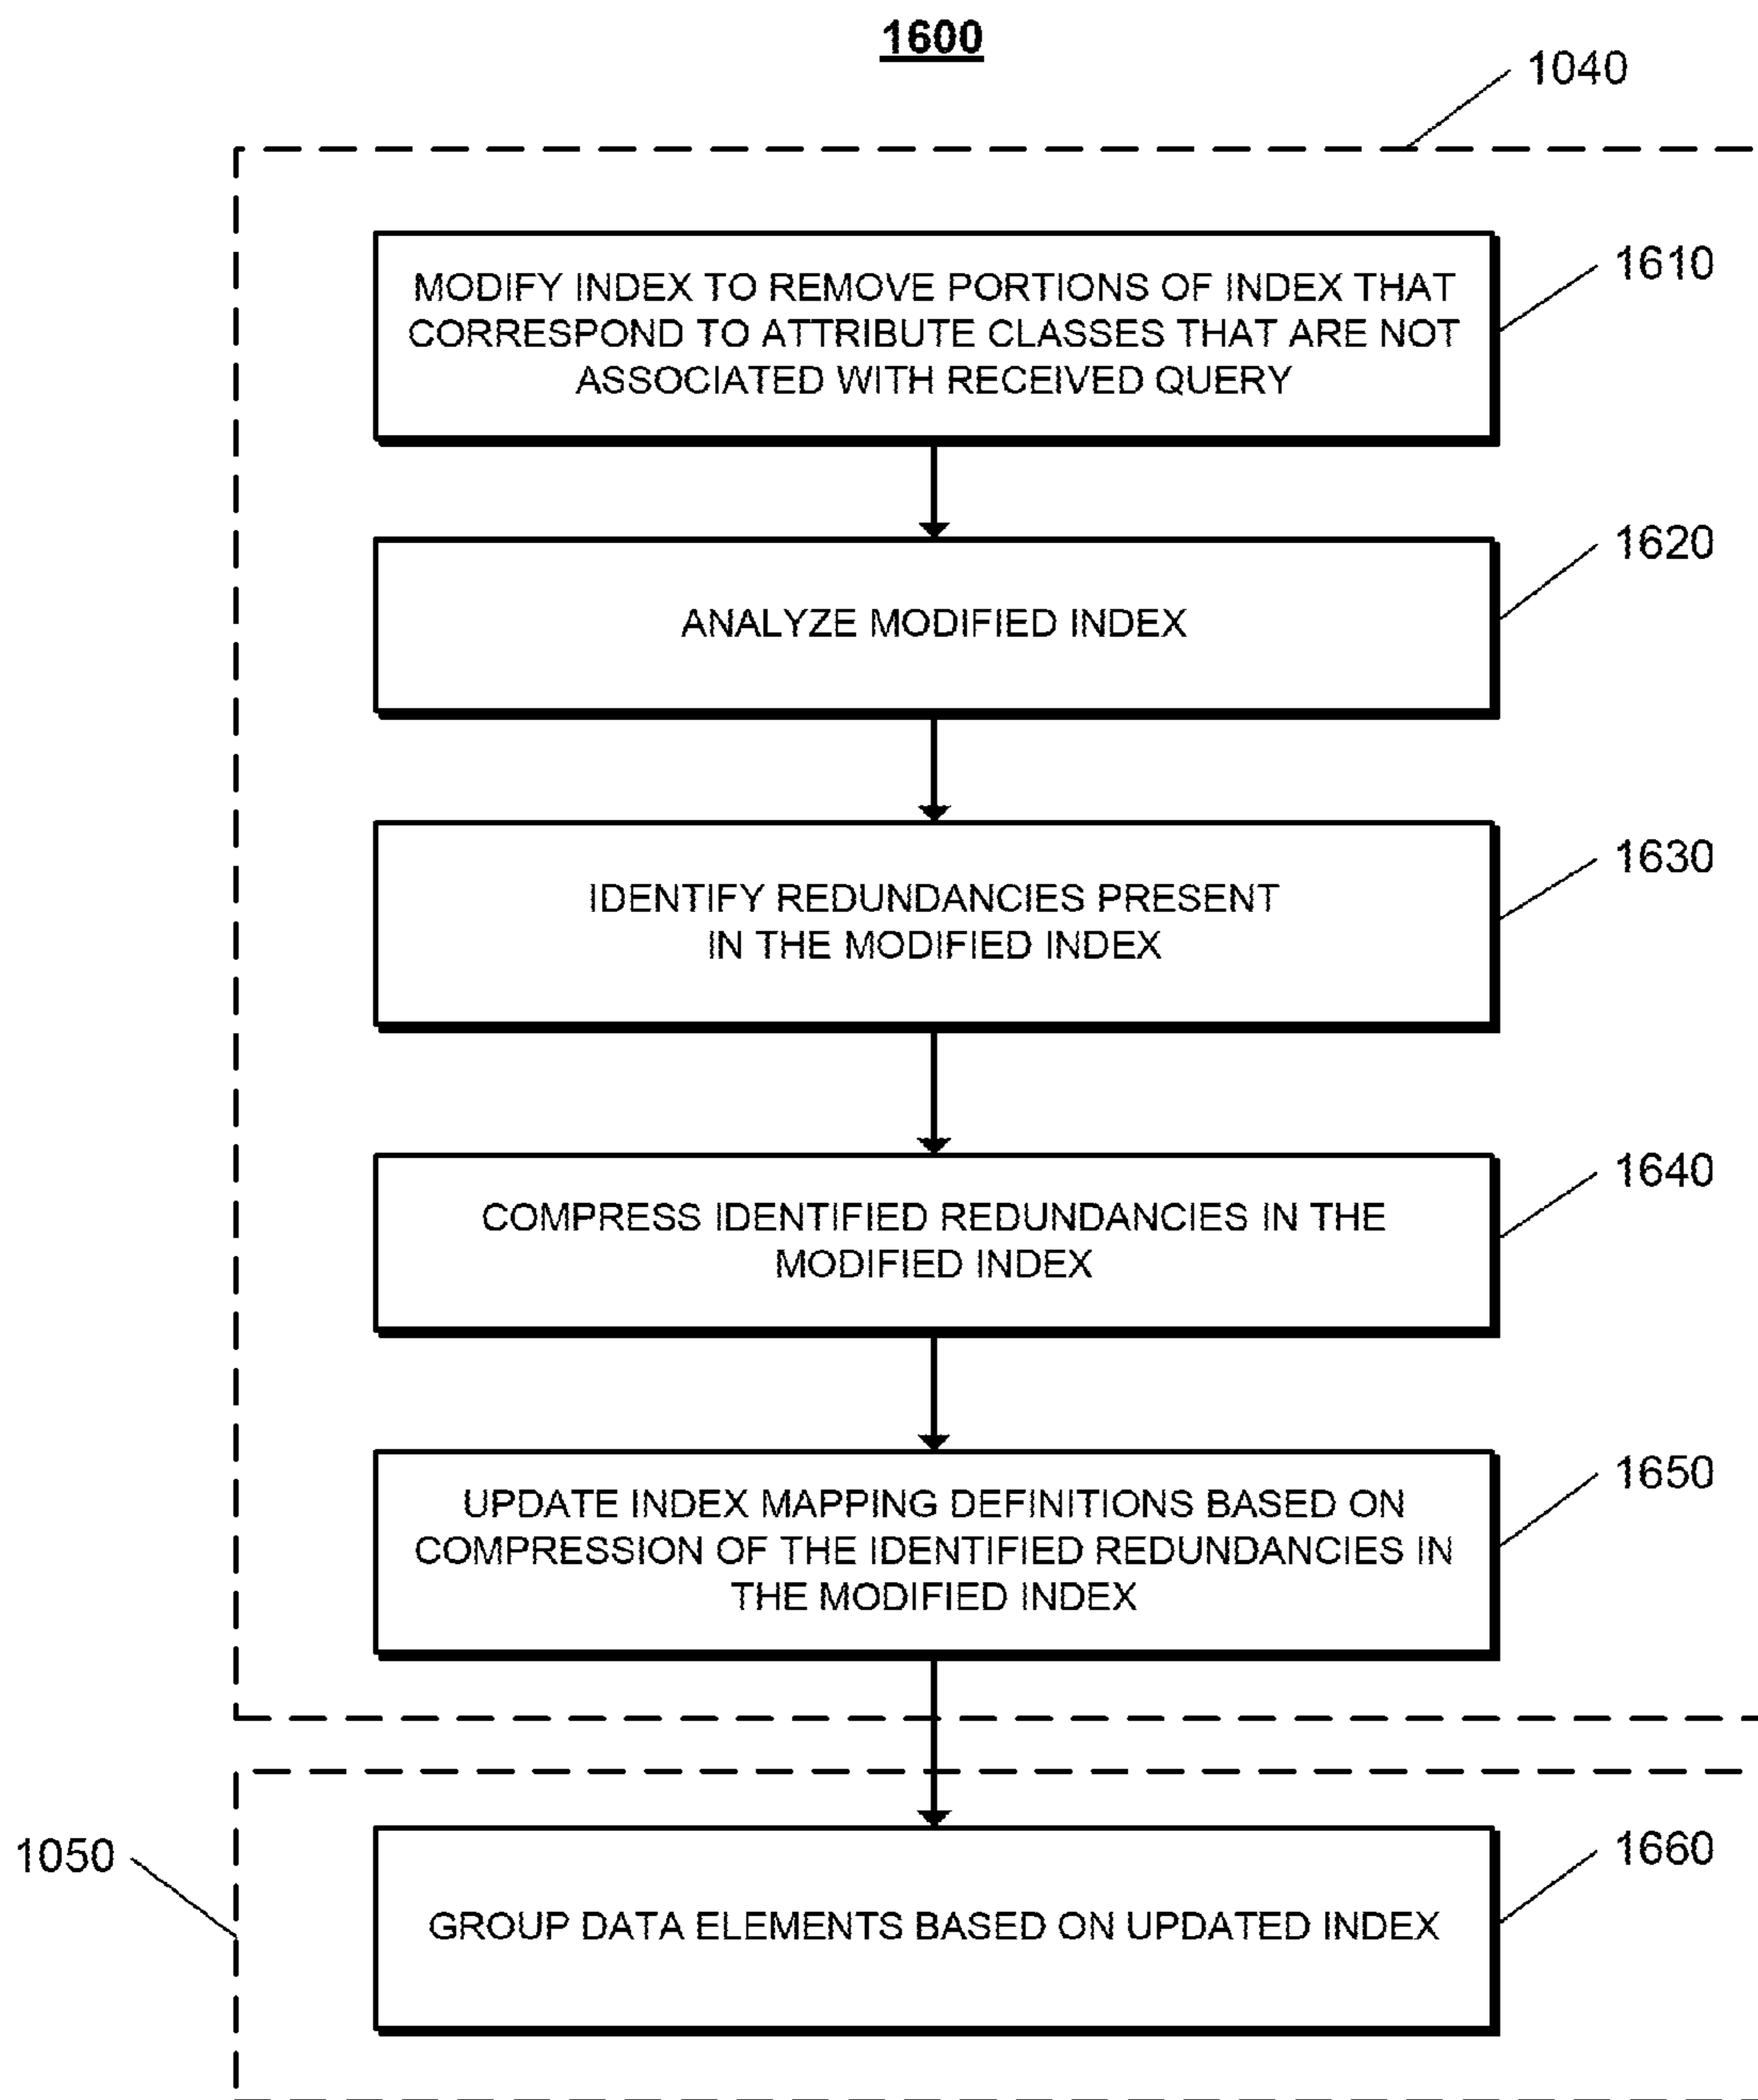 1600
1040
MODIFY INDEX TO REMOVE PORTIONS OF INDEX THAT
CORRESPOND TO ATTRIBUTE CLASSES THAT ARE NOT
ASSOCIATED WITH RECEIVED QUERY
1610
ANALYZE MODIFIED INDEX
1620
IDENTIFY REDUNDANCIES PRESENT
IN THE MODIFIED INDEX
1630
COMPRESS IDENTIFIED REDUNDANCIES IN THE
MODIFIED INDEX
1640
UPDATE INDEX MAPPING DEFINITIONS BASED ON
COMPRESSION OF THE IDENTIFIED REDUNDANCIES IN
THE MODIFIED INDEX
1650
1050
GROUP DATA ELEMENTS BASED ON UPDATED INDEX
1660